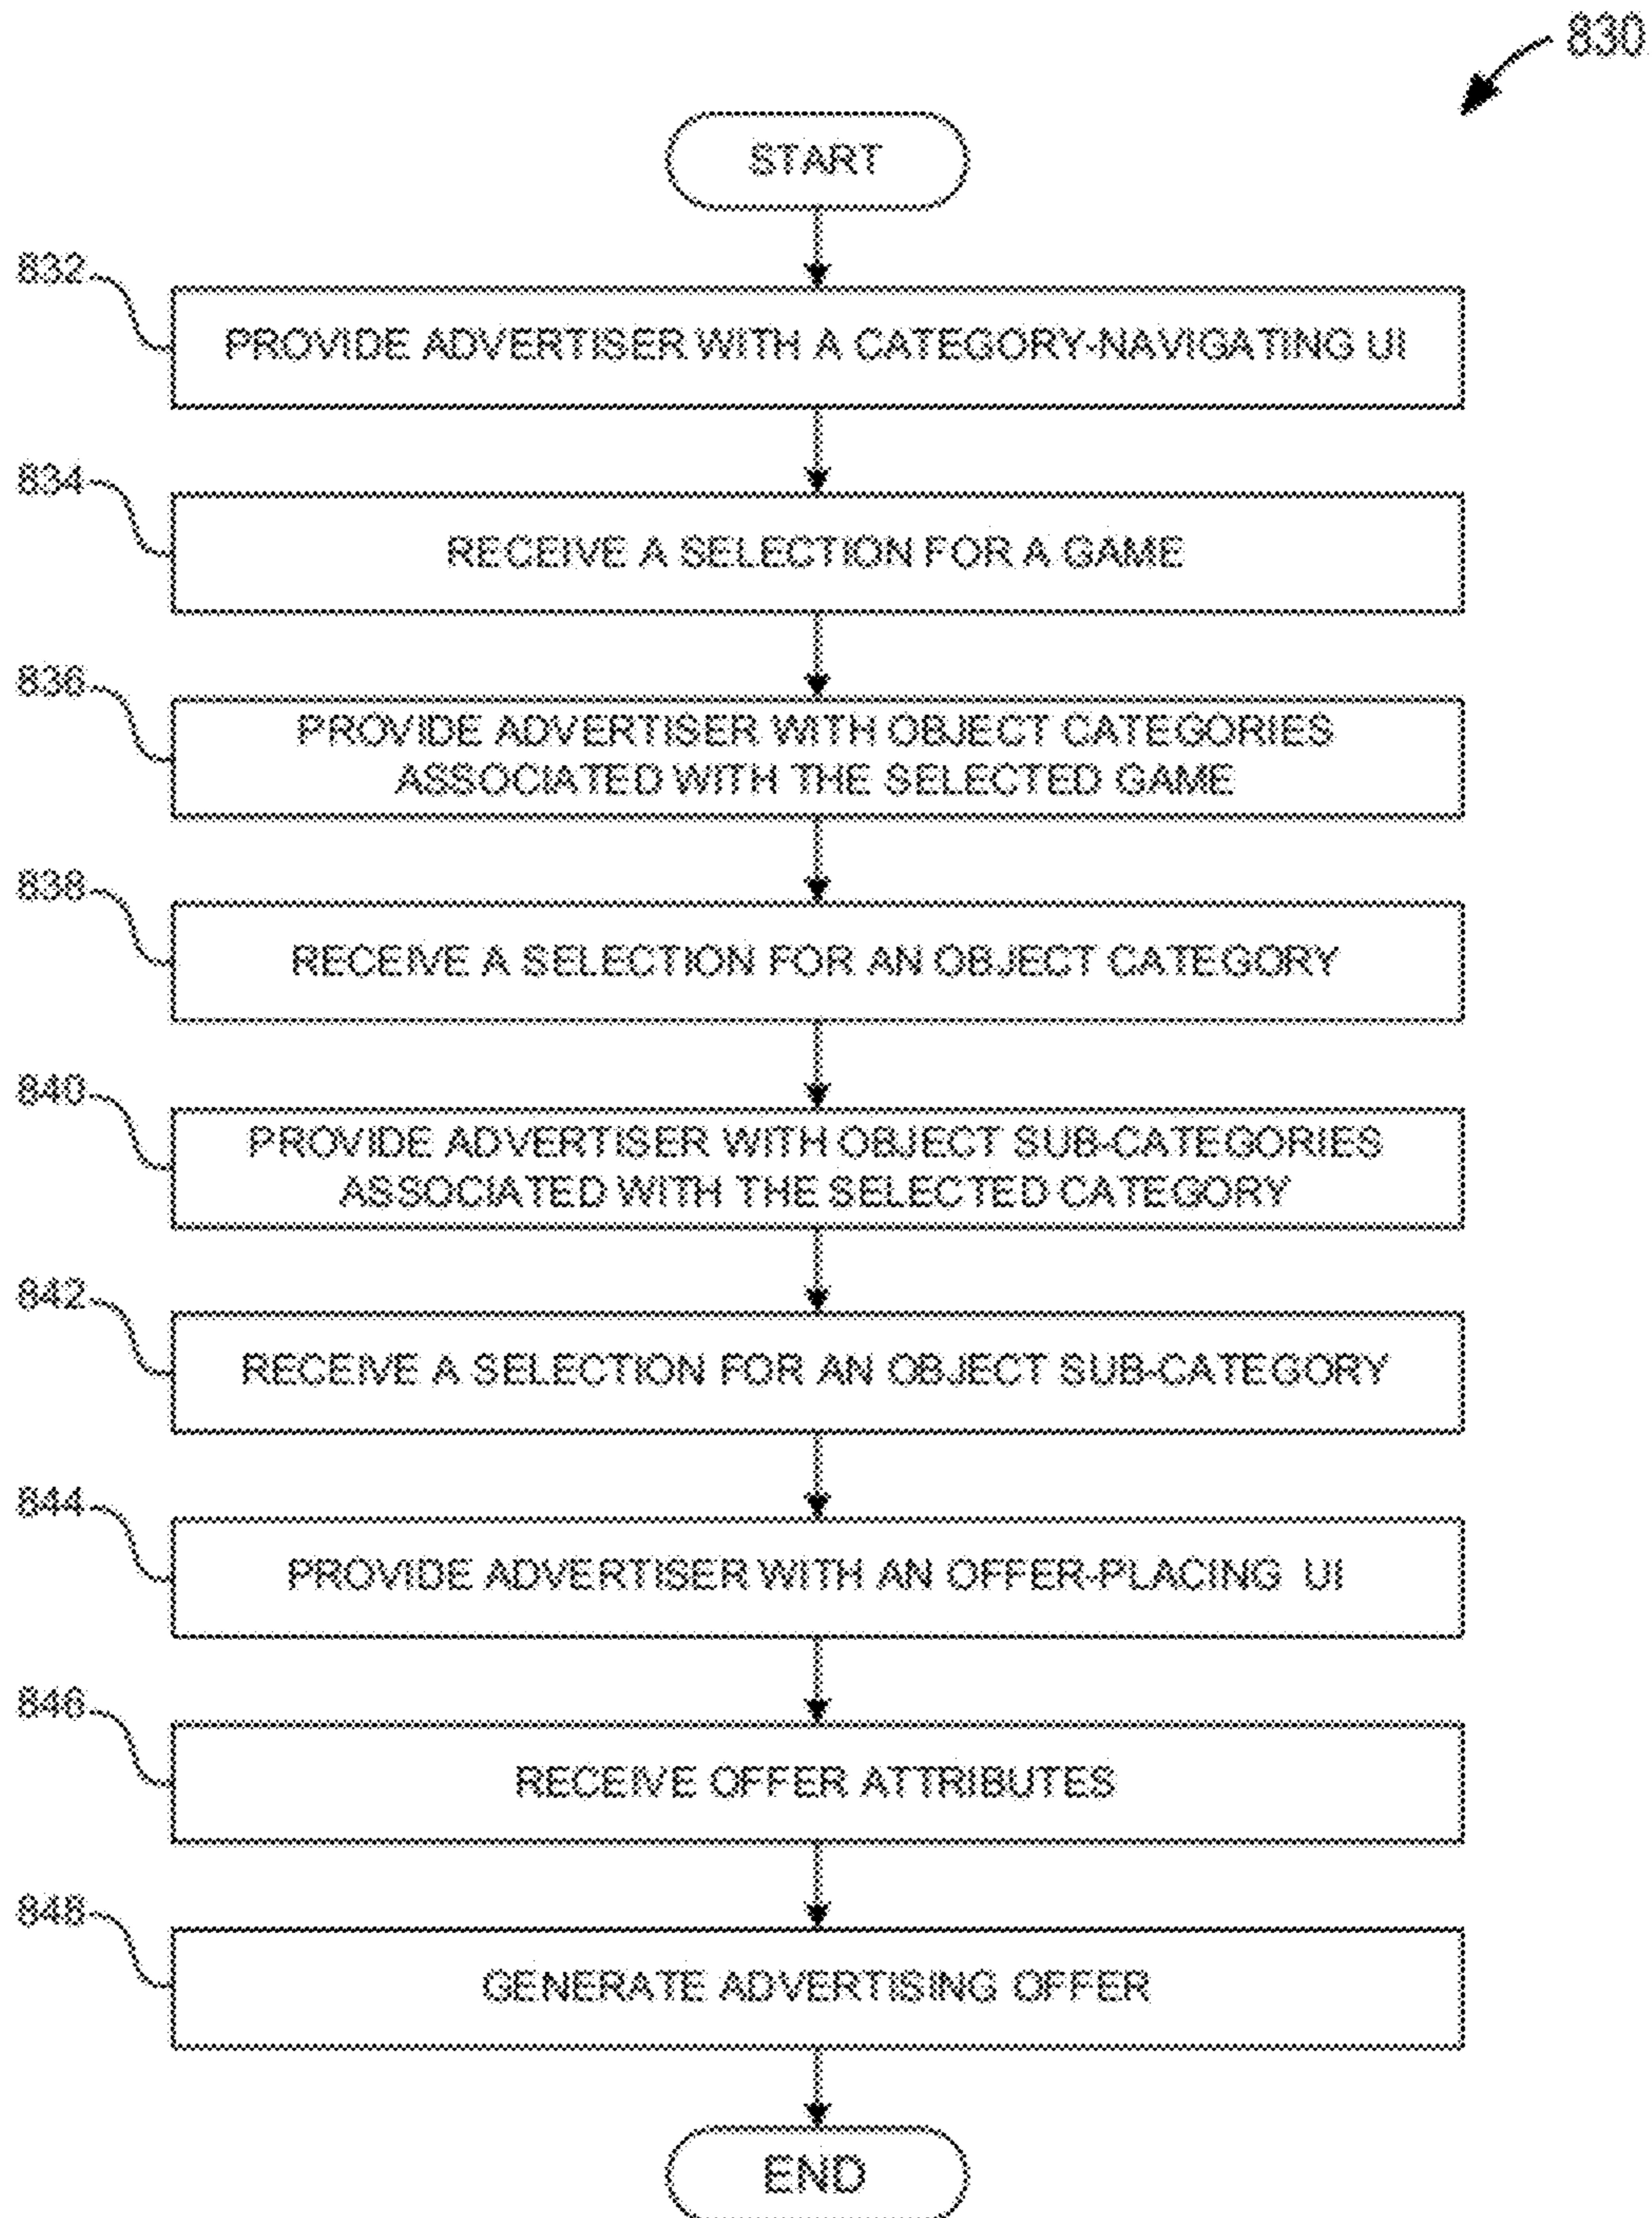 830
START
832
PROVIDE ADVERTISER WITH A CATEGORY-NAVIGATING UI
834
RECEIVE A SELECTION FOR A GAME
836
PROVIDE ADVERTISER WITH OBJECT CATEGORIES
ASSOCIATED WITH THE SELECTED GAME
838
RECEIVE A SELECTION FOR AN OBJECT CATEGORY
840
PROVIDE ADVERTISER WITH OBJECT SUB-CATEGORIES
ASSOCIATED WITH THE SELECTED CATEGORY
842
RECEIVE A SELECTION FOR AN OBJECT SUB-CATEGORY
844
PROVIDE ADVERTISER WITH AN OFFER-PLACING UI
846
RECEIVE OFFER ATTRIBUTES
848
GENERATE ADVERTISING OFFER
END